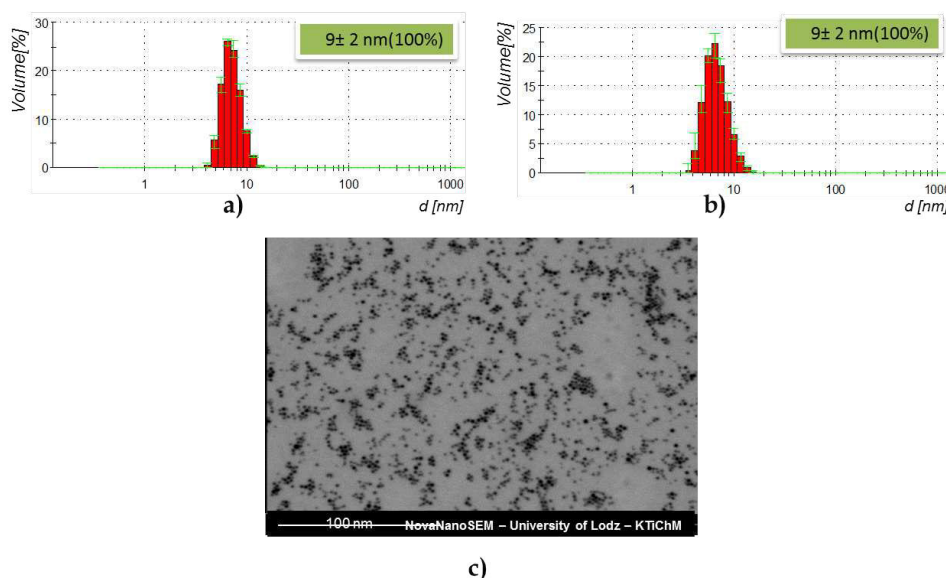 30
20
10
0
Volume[%]
9± 2 nm(100%)
1 10 100 1000
d [nm]
a)
25
20
15
10
5
0
Volume[%]
9± 2 nm(100%)
1 10 100 1000
d [nm]
b)
100 nm NovaNanoSEM – University of Lodz – KTiChM
c)